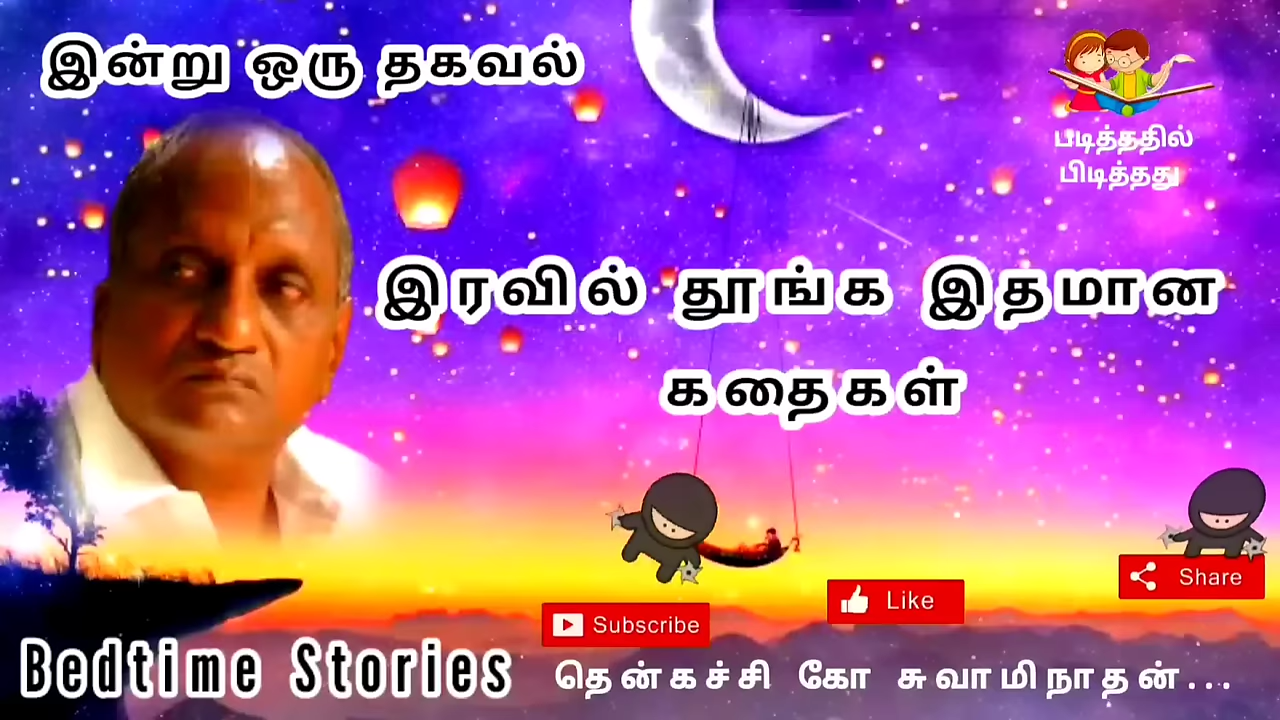 இன்று ஒரு தகவல்
படித்ததில்
பிடித்தது
இரவில் தூங்க இதமான
கதைகள்
Share
Like
Subscribe
Bedtime Stories
தென்கச்சி கோ சுவாமிநாதன்...